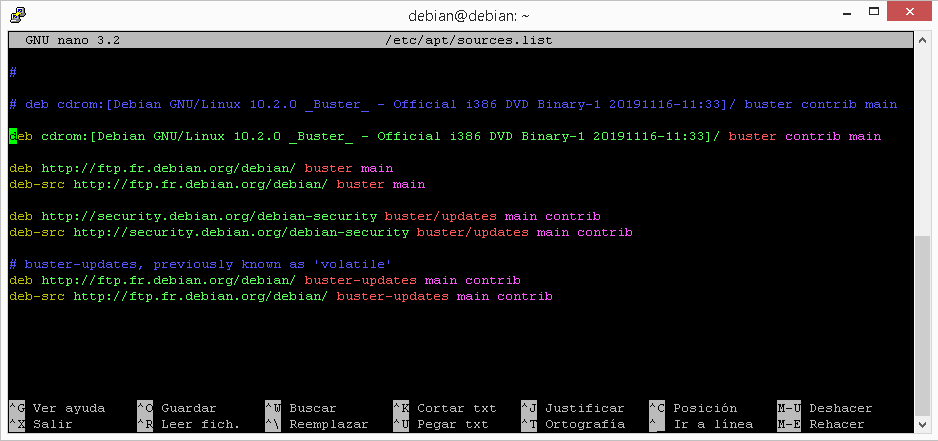 debian@debian: ~
GNU nano 3.2 /etc/apt/sources.list
#
# deb cdrom:[Debian GNU/Linux 10.2.0 _Buster_ - Official i386 DVD Binary-1 20191116-11:33]/ buster contrib main
deb cdrom:[Debian GNU/Linux 10.2.0 _Buster_ - Official i386 DVD Binary-1 20191116-11:33]/ buster contrib main
deb http://ftp.fr.debian.org/debian/ buster main
deb-src http://ftp.fr.debian.org/debian/ buster main
deb http://security.debian.org/debian-security buster/updates main contrib
deb-src http://security.debian.org/debian-security buster/updates main contrib
# buster-updates, previously known as 'volatile'
deb http://ftp.fr.debian.org/debian/ buster-updates main contrib
deb-src http://ftp.fr.debian.org/debian/ buster-updates main contrib
^G Ver ayuda ^O Guardar ^W Buscar ^K Cortar txt ^J Justificar ^C Posición M-U Deshacer
^X Salir ^R Leer fich. ^\ Reemplazar ^U Pegar txt ^T Ortografía ^_ Ir a línea M-E Rehacer